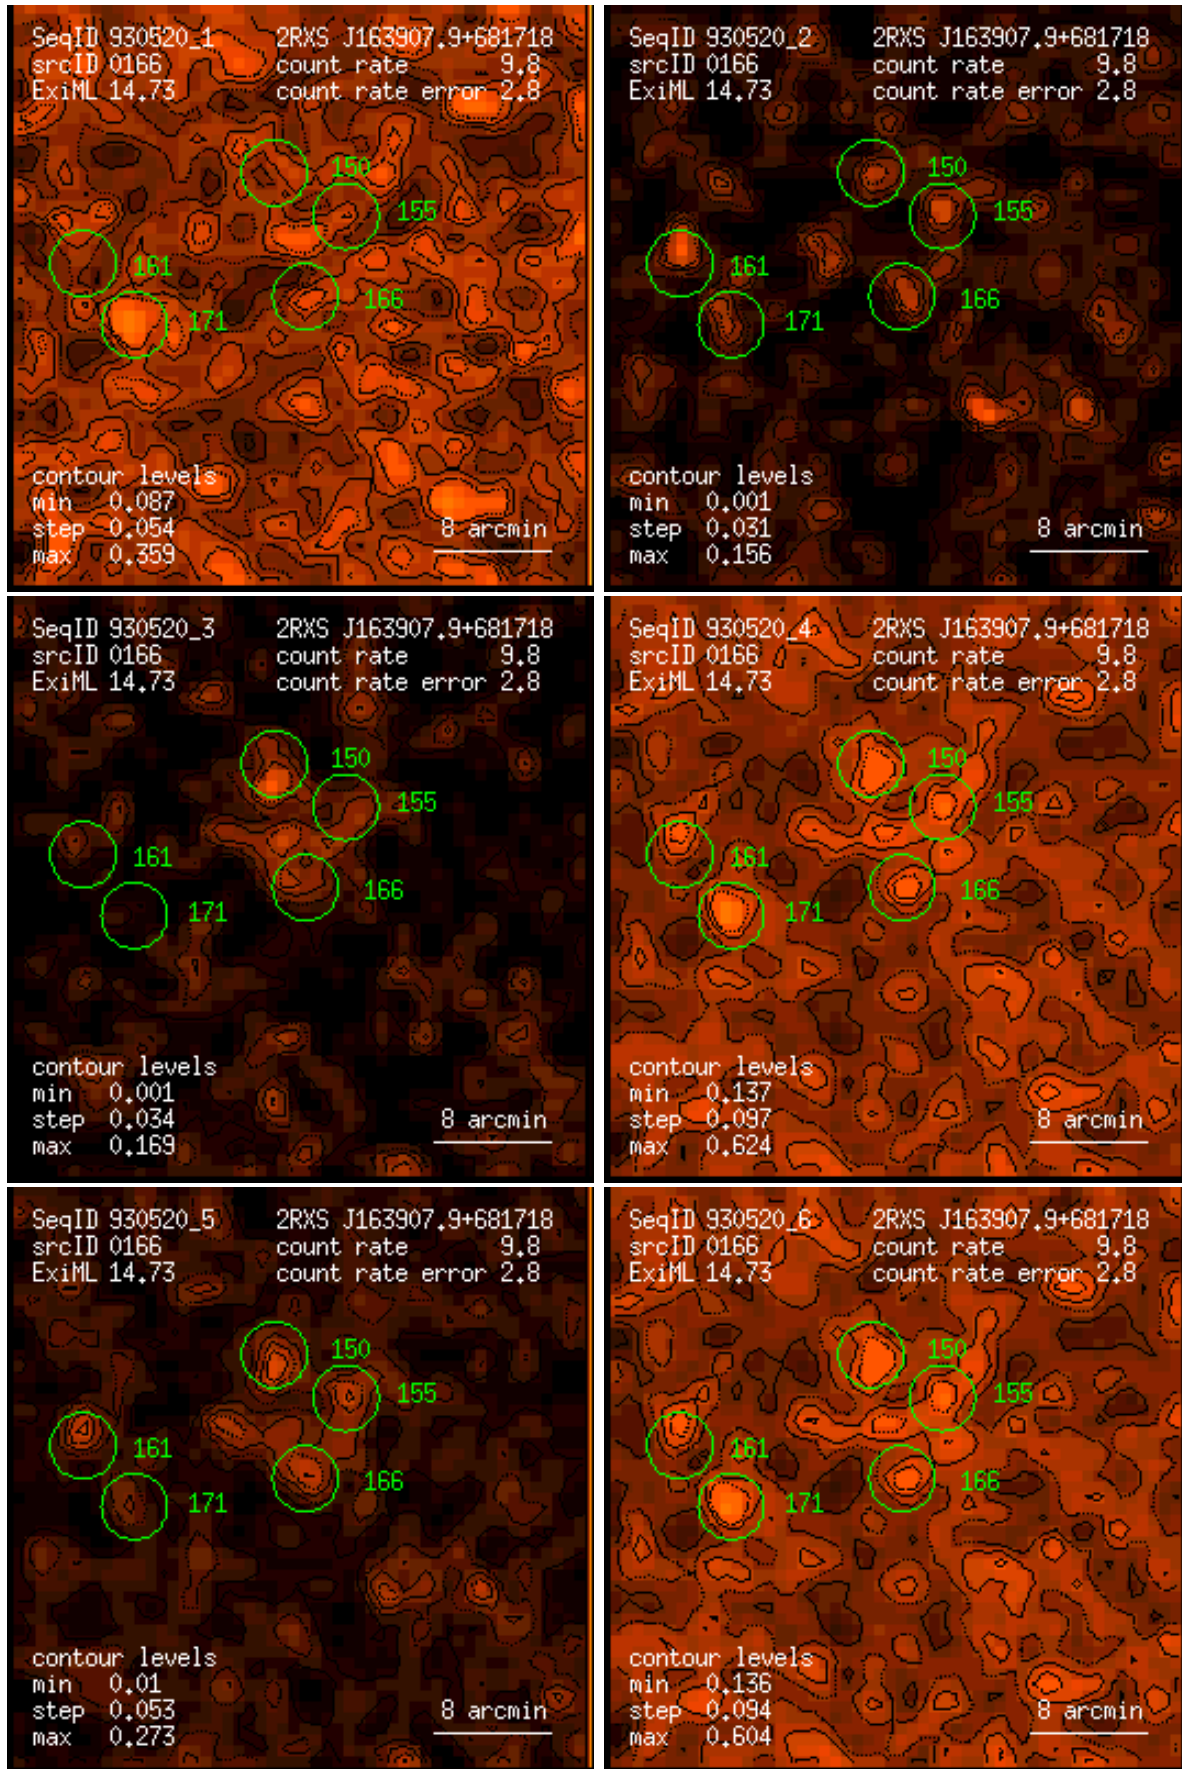 SeqID 930520_1 2RXS J163907.9+681718
srcID 0166 count rate 9.8
ExiML 14.73 count rate error 2.8
150
155
161
166
171
contour levels
min 0.087
step 0.054
max 0.359
8 arcmin
SeqID 930520_2 2RXS J163907.9+681718
srcID 0166 count rate 9.8
ExiML 14.73 count rate error 2.8
150
155
161
166
171
contour levels
min 0.001
step 0.031
max 0.156
8 arcmin
SeqID 930520_3 2RXS J163907.9+681718
srcID 0166 count rate 9.8
ExiML 14.73 count rate error 2.8
150
155
161
166
171
contour levels
min 0.001
step 0.034
max 0.169
8 arcmin
SeqID 930520_4 2RXS J163907.9+681718
srcID 0166 count rate 9.8
ExiML 14.73 count rate error 2.8
150
155
161
166
171
contour levels
min 0.137
step 0.097
max 0.624
8 arcmin
SeqID 930520_5 2RXS J163907.9+681718
srcID 0166 count rate 9.8
ExiML 14.73 count rate error 2.8
150
155
161
166
171
contour levels
min 0.01
step 0.053
max 0.273
8 arcmin
SeqID 930520_6 2RXS J163907.9+681718
srcID 0166 count rate 9.8
ExiML 14.73 count rate error 2.8
150
155
161
166
171
contour levels
min 0.136
step 0.094
max 0.604
8 arcmin